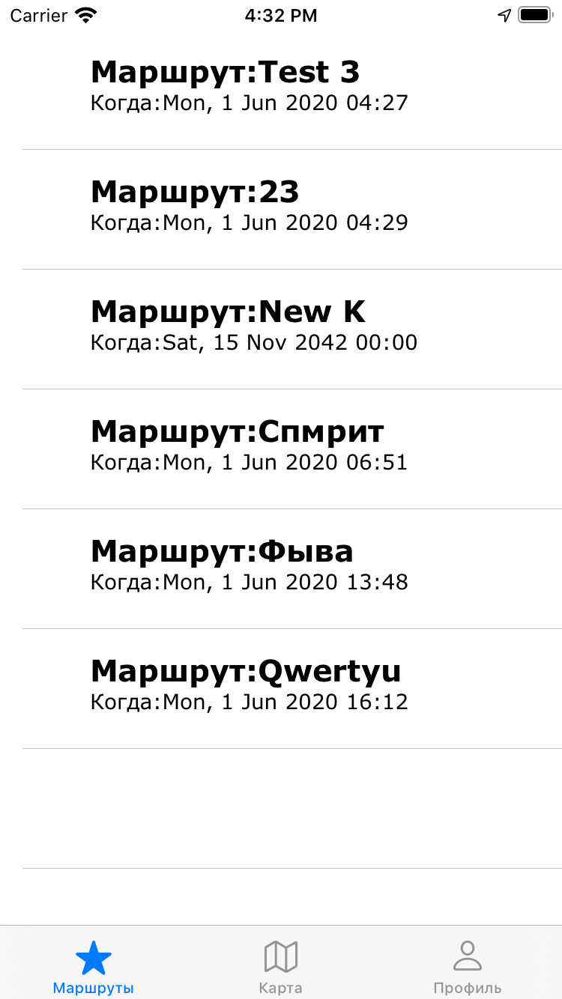 Carrier 4:32 PM
Маршрут:Test 3
Когда:Mon, 1 Jun 2020 04:27
Маршрут:23
Когда:Mon, 1 Jun 2020 04:29
Маршрут:New K
Когда:Sat, 15 Nov 2042 00:00
Маршрут:Спмрит
Когда:Mon, 1 Jun 2020 06:51
Маршрут:Фыва
Когда:Mon, 1 Jun 2020 13:48
Маршрут:Qwertyu
Когда:Mon, 1 Jun 2020 16:12
Маршруты Карта Профиль